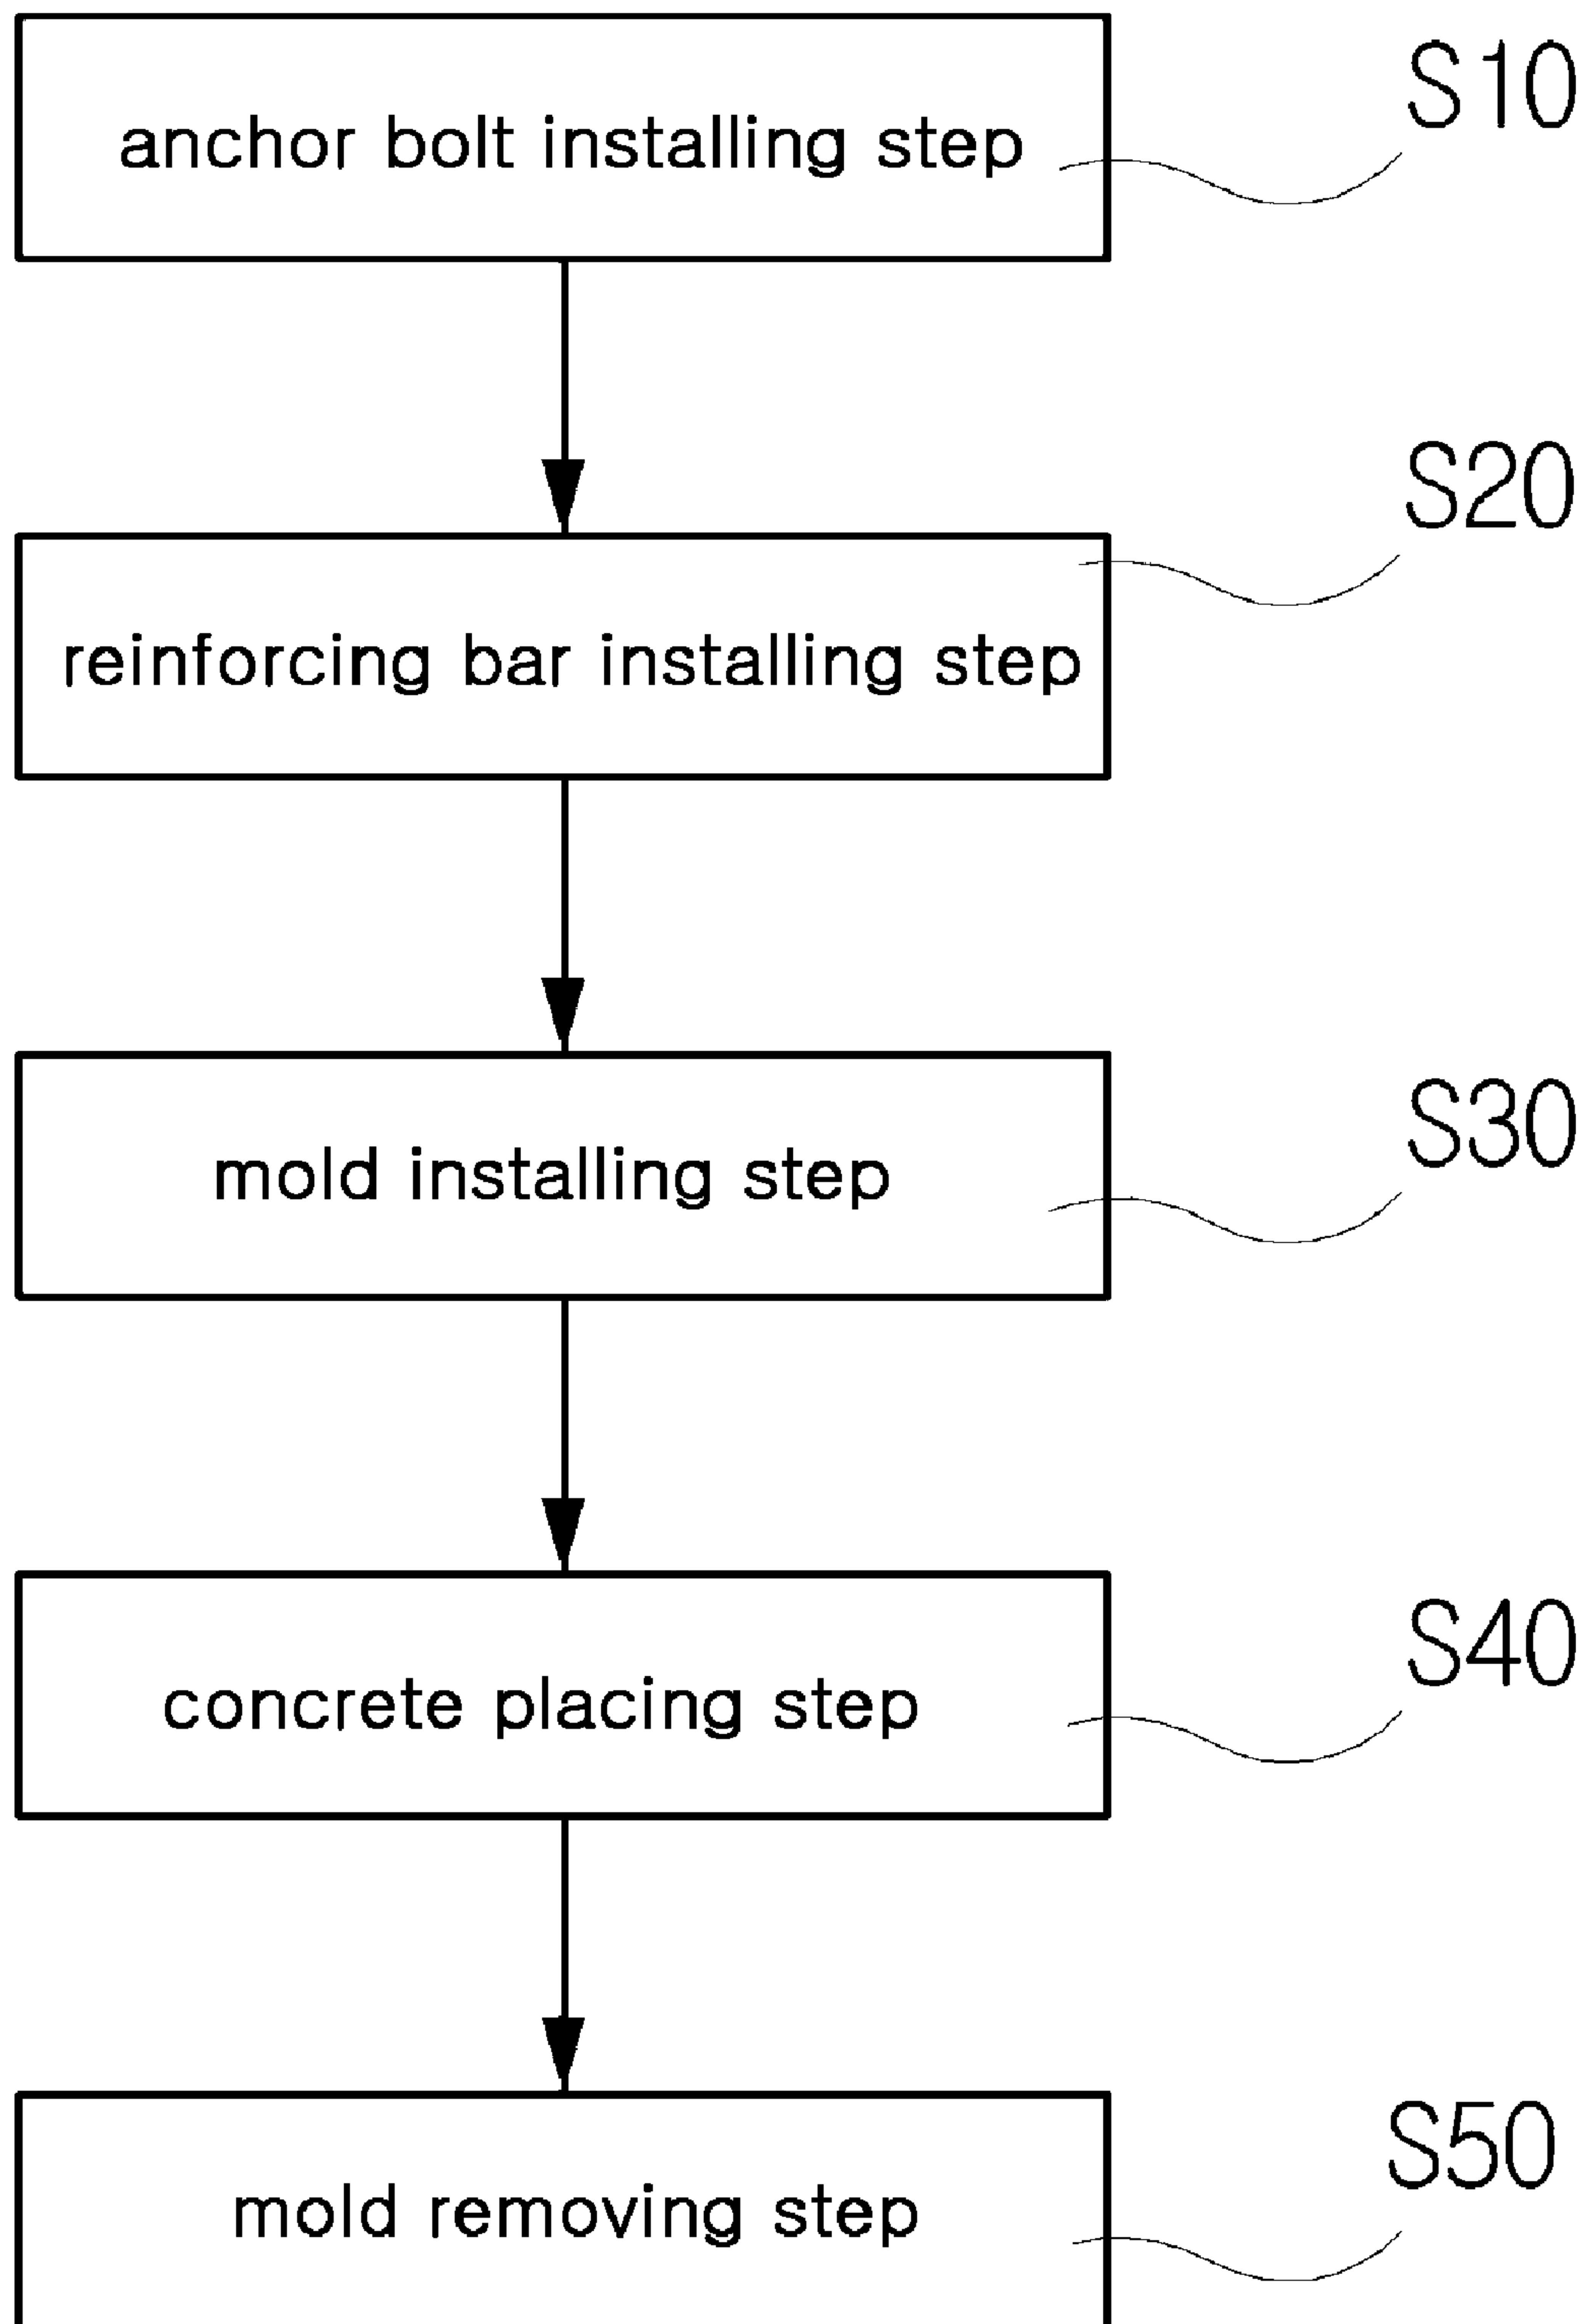 S10
anchor bolt installing step
S20
reinforcing bar installing step
S30
mold installing step
S40
concrete placing step
S50
mold removing step